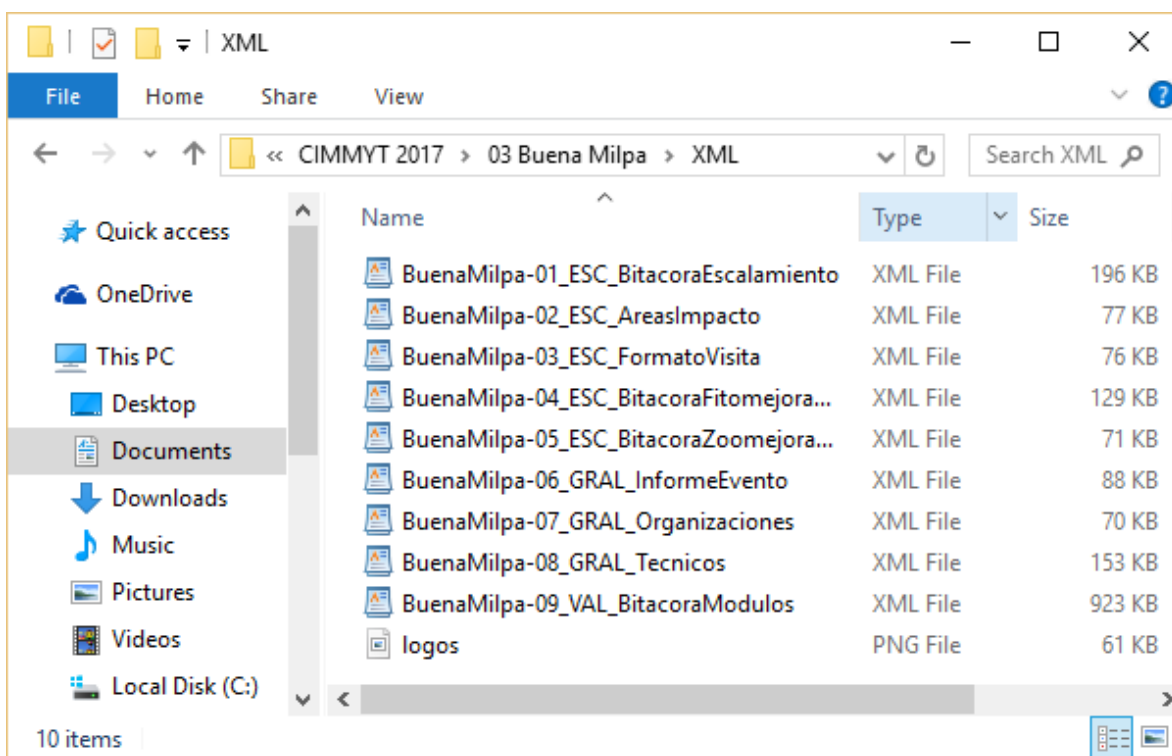 XML
File Home Share View
« CIMMYT 2017 › 03 Buena Milpa › XML Search XML
Name Type Size
Quick access
OneDrive
This PC
Desktop
Documents
Downloads
Music
Pictures
Videos
Local Disk (C:)
BuenaMilpa-01_ESC_BitacoraEscalamiento XML File 196 KB
BuenaMilpa-02_ESC_AreasImpacto XML File 77 KB
BuenaMilpa-03_ESC_FormatoVisita XML File 76 KB
BuenaMilpa-04_ESC_BitacoraFitomejora... XML File 129 KB
BuenaMilpa-05_ESC_BitacoraZoomejora... XML File 71 KB
BuenaMilpa-06_GRAL_InformeEvento XML File 88 KB
BuenaMilpa-07_GRAL_Organizaciones XML File 70 KB
BuenaMilpa-08_GRAL_Tecnicos XML File 153 KB
BuenaMilpa-09_VAL_BitacoraModulos XML File 923 KB
logos PNG File 61 KB
10 items